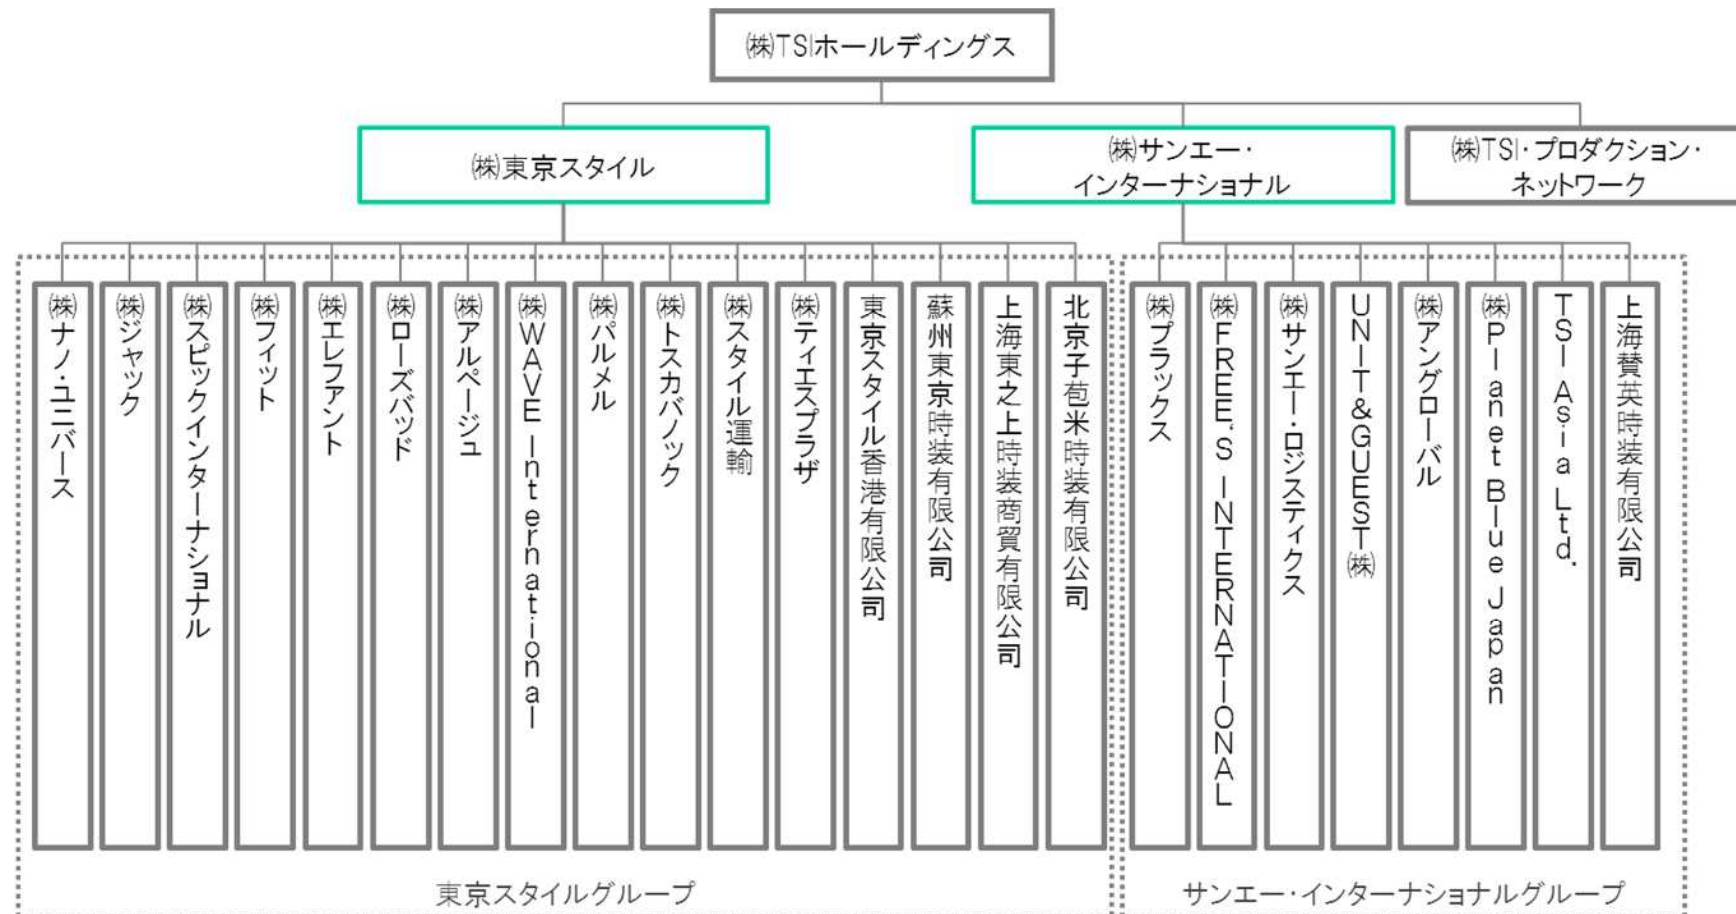 ㈱TSIホールディングス
㈱東京スタイル
㈱サンエー・
インターナショナル
㈱TSI・プロダクション・
ネットワーク
㈱ナノ・ユニバース
㈱ジャック
㈱スピックインターナショナル
㈱フィット
㈱エレファント
㈱ローズバッド
㈱アルページュ
㈱WAVE International
㈱パルメル
㈱トスカバノック
㈱スタイル運輸
㈱ティエスプラザ
東京スタイル香港有限公司
蘇州東京時装有限公司
上海東之上時装商貿有限公司
北京子苞米時装有限公司
㈱プラックス
㈱FREE'S INTERNATIONAL
㈱サンエー・ロジスティクス
UNIT&GUEST㈱
㈱アングローバル
㈱Planet Blue Japan
TSI Asia Ltd.
上海賛英時装有限公司
東京スタイルグループ
サンエー・インターナショナルグループ